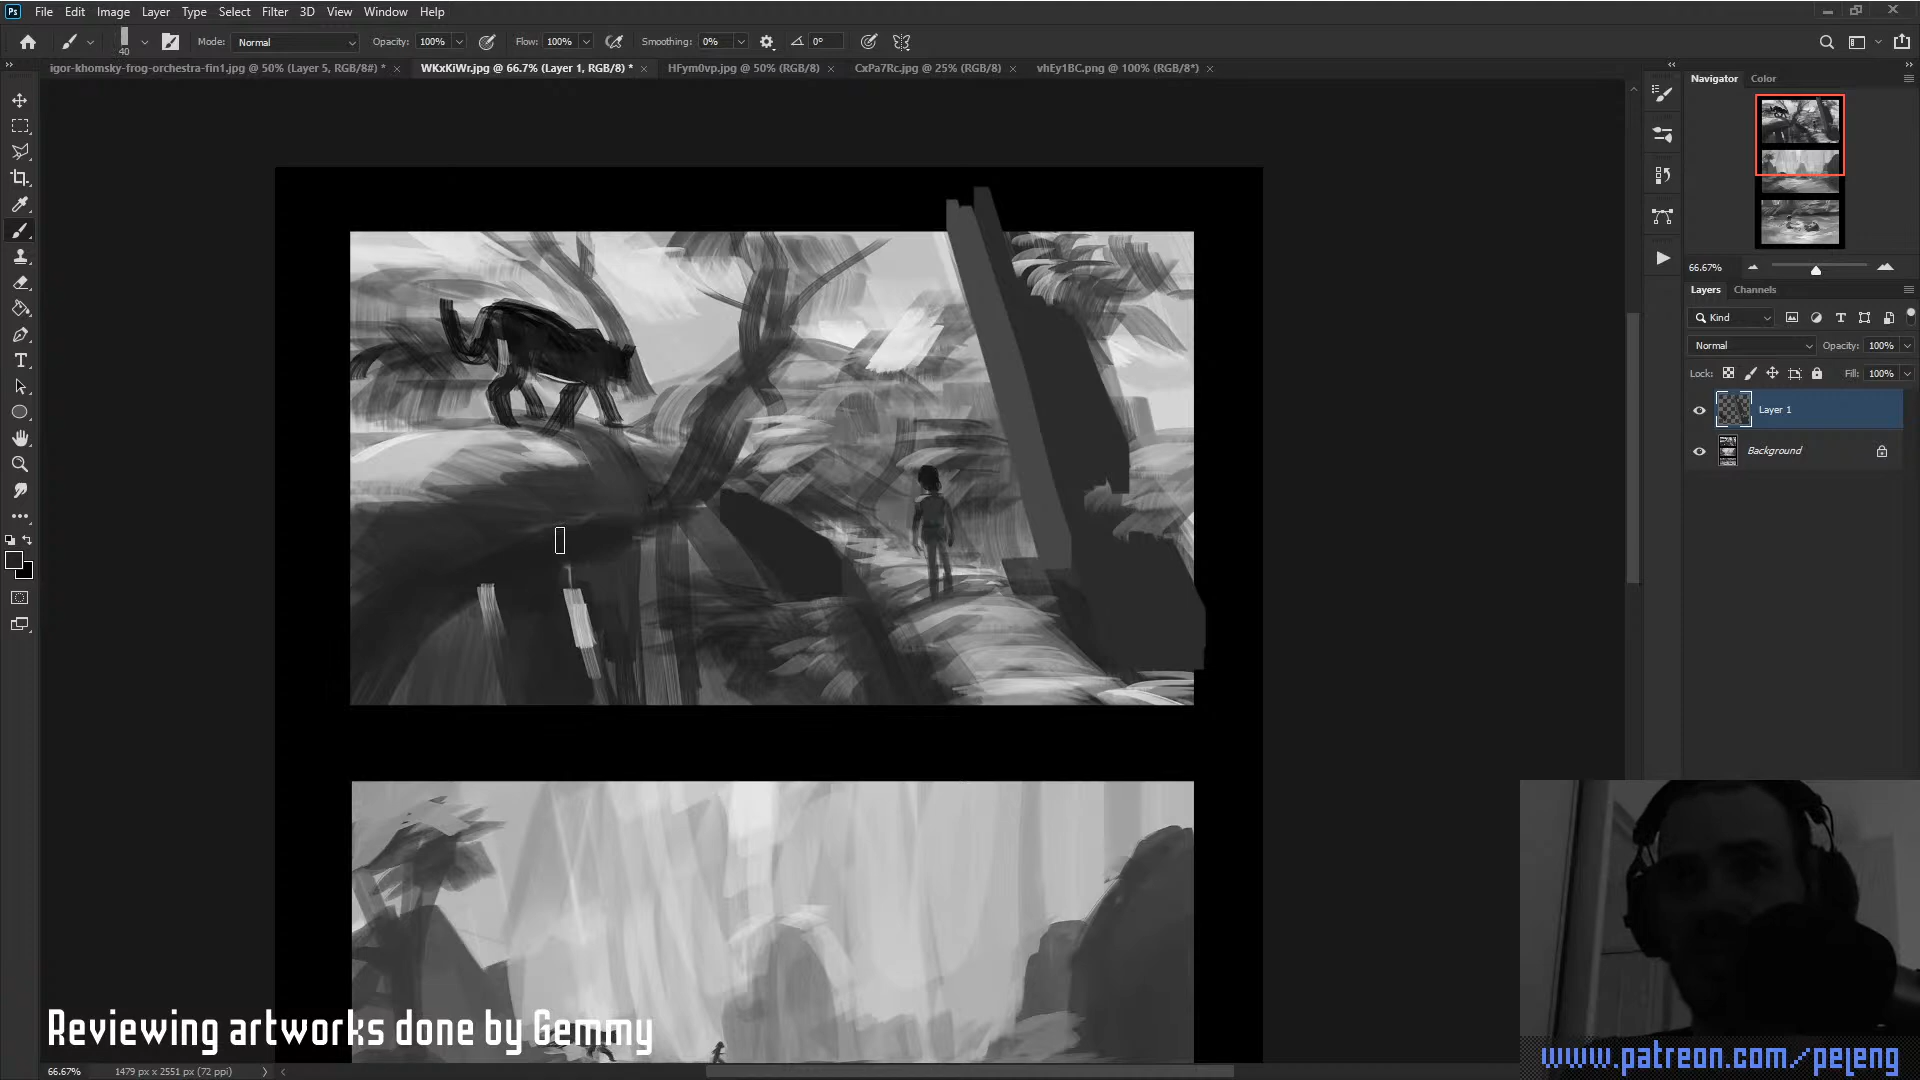 Ps File Edit Image Layer Type Select Filter 3D View Window Help
40 Mode: Normal Opacity: 100% Flow: 100% Smoothing: 0% 0°
igor-khomsky-frog-orchestra-fin1.jpg @ 50% (Layer 5, RGB/8#) * WKxKiWr.jpg @ 66.7% (Layer 1, RGB/8) * HFym0vp.jpg @ 50% (RGB/8) CxPa7Rc.jpg @ 25% (RGB/8) vhEy1BC.png @ 100% (RGB/8*)
Navigator Color
66.67%
Layers Channels
Kind
Normal Opacity: 100%
Lock: Fill: 100%
Layer 1
Background
Reviewing artworks done by Gemmy
www.patreon.com/peleng
66.67% 1479 px x 2551 px (72 ppi)